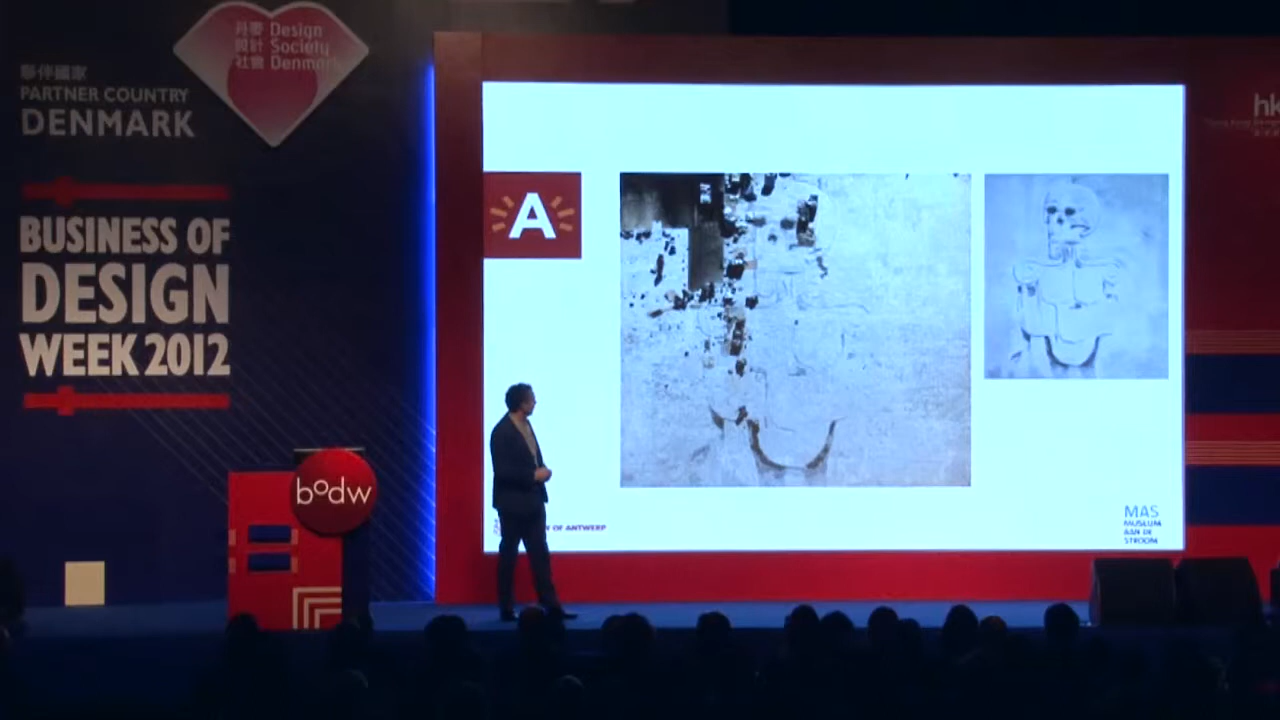 丹麥 Design
設計 Society
社會 Denmark
夥伴國家
PARTNER COUNTRY
DENMARK
BUSINESS OF
DESIGN
WEEK 2012
bodw
A
OF ANTWERP
MAS
MUSEUM
AAN DE
STROOM
hk